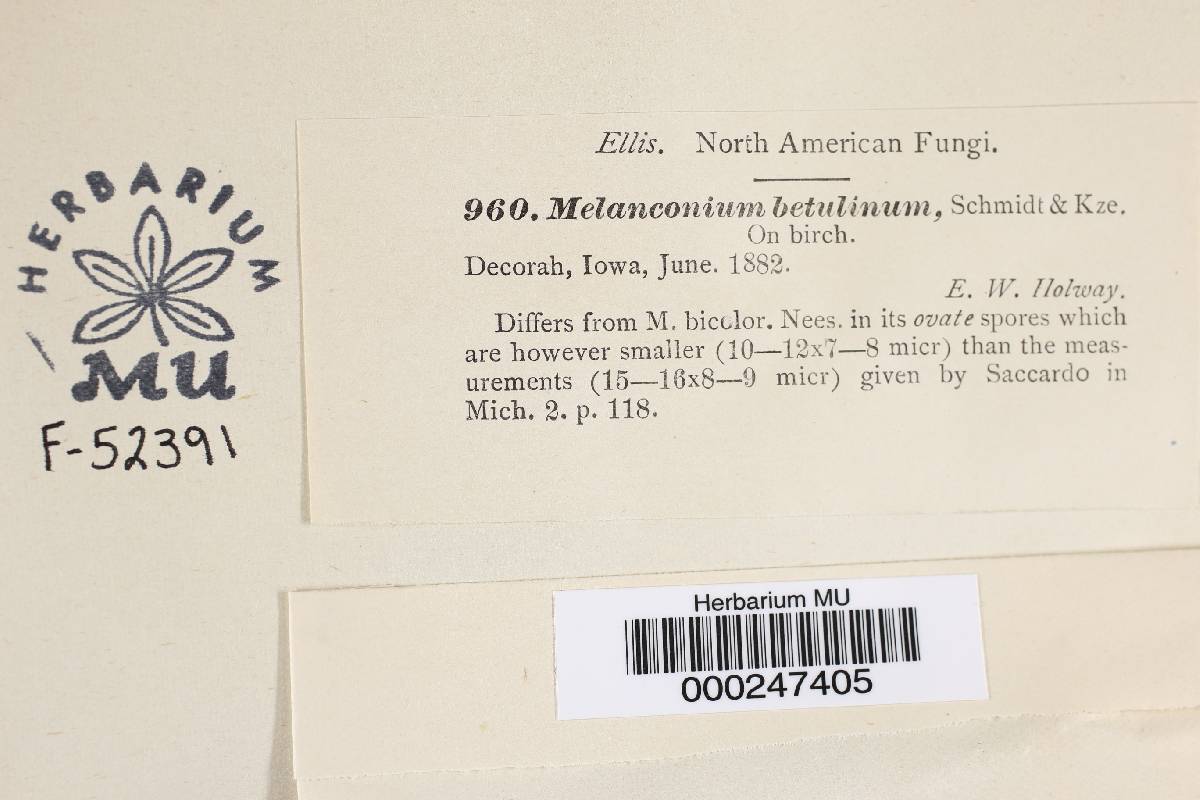 HERBARIUM
MU
F-52391
Ellis. North American Fungi.
960. Melanconium betulinum, Schmidt & Kze.
On birch.
Decorah, Iowa, June. 1882.
E. W. Holway.
Differs from M. bicolor. Nees. in its ovate spores which
are however smaller (10—12x7—8 micr) than the meas-
urements (15—16x8—9 micr) given by Saccardo in
Mich. 2. p. 118.
Herbarium MU
000247405